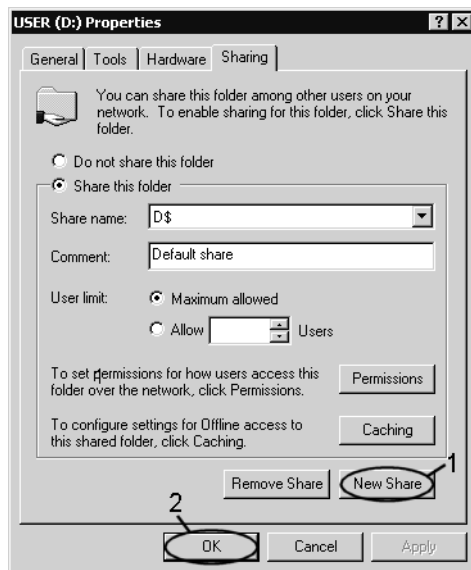 USER (D:) Properties
General Tools Hardware Sharing
You can share this folder among other users on your
network. To enable sharing for this folder, click Share this
folder.
Do not share this folder
Share this folder
Share name: D$
Comment: Default share
User limit: Maximum allowed
Allow Users
To set permissions for how users access this
folder over the network, click Permissions.
Permissions
To configure settings for Offline access to
this shared folder, click Caching.
Caching
1
Remove Share New Share
2
OK Cancel Apply